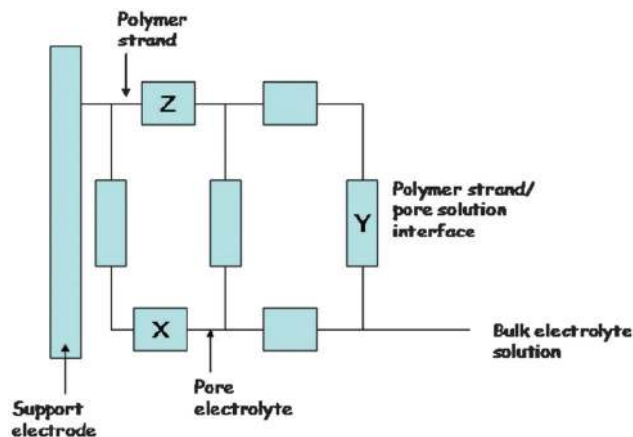 Polymer
strand
Z
Polymer strand/
pore solution
interface
Y
X
Bulk electrolyte
solution
Pore
electrolyte
Support
electrode